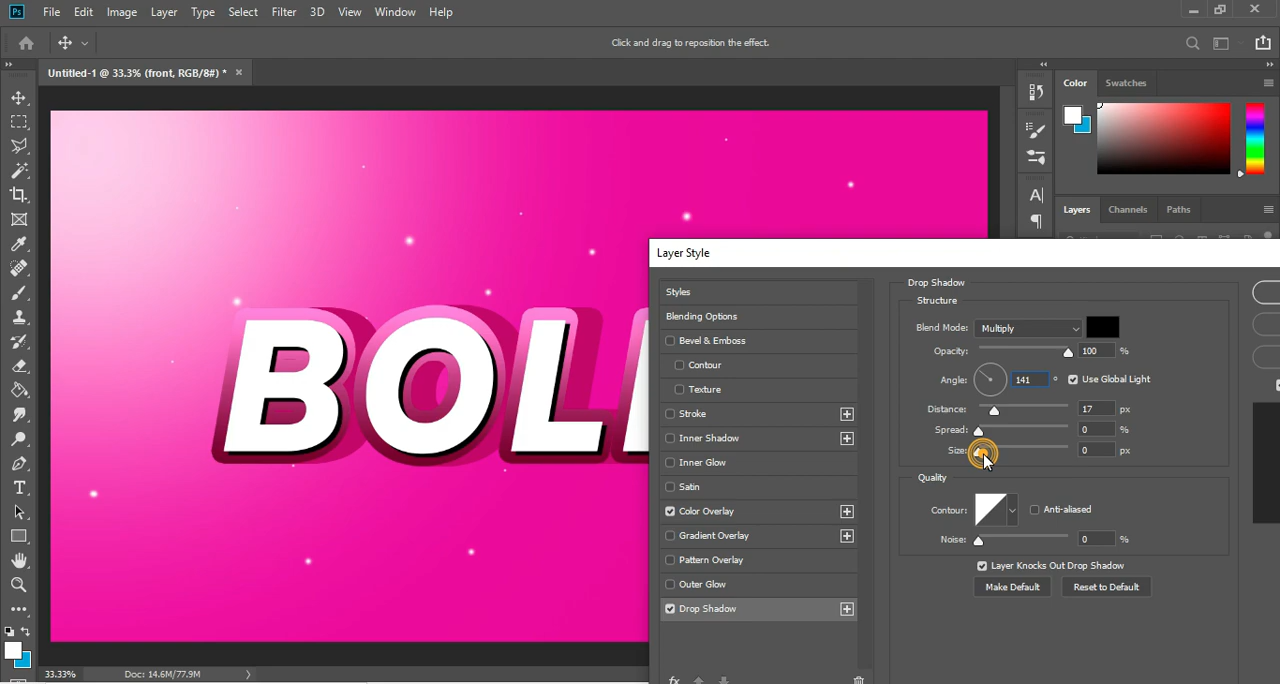 Ps File Edit Image Layer Type Select Filter 3D View Window Help
Click and drag to reposition the effect.
Untitled-1 @ 33.3% (front, RGB/8#) * ×
Color Swatches
Layers Channels Paths
BOL
Layer Style
Styles
Blending Options
Bevel & Emboss
Contour
Texture
Stroke
Inner Shadow
Inner Glow
Satin
Color Overlay
Gradient Overlay
Pattern Overlay
Outer Glow
Drop Shadow
fx
Drop Shadow
Structure
Blend Mode: Multiply
Opacity: 100 %
Angle: 141 ° Use Global Light
Distance: 17 px
Spread: 0 %
Size: 0 px
Quality
Contour: Anti-aliased
Noise: 0 %
Layer Knocks Out Drop Shadow
Make Default Reset to Default
33.33% Doc: 14.6M/77.9M